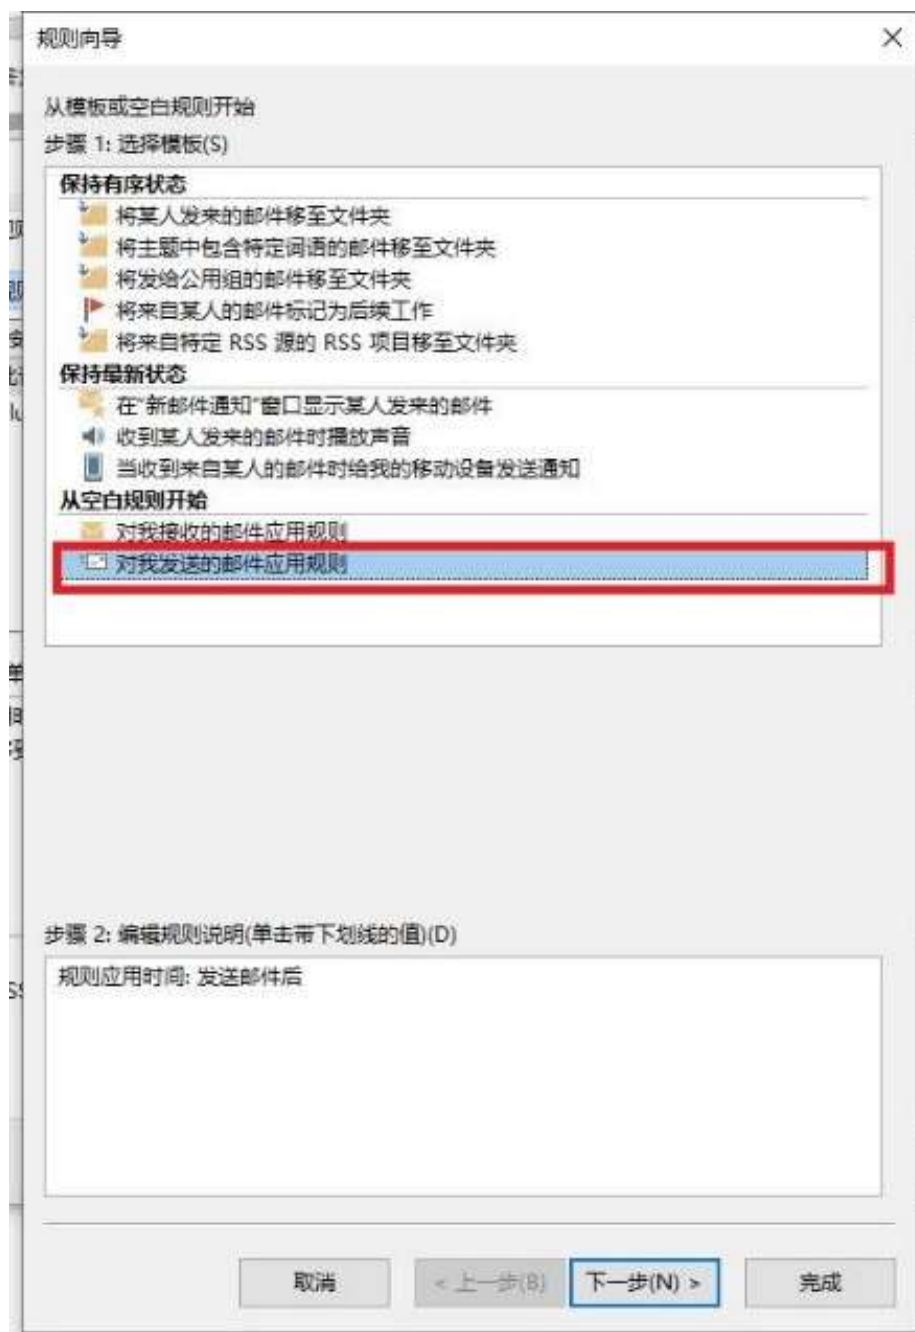 规则向导
从模板或空白规则开始
步骤 1: 选择模板(S)
保持有序状态
将某人发来的邮件移至文件夹
将主题中包含特定词语的邮件移至文件夹
将发给公用组的邮件移至文件夹
将来自某人的邮件标记为后续工作
将来自特定 RSS 源的 RSS 项目移至文件夹
保持最新状态
在"新邮件通知"窗口显示某人发来的邮件
收到某人发来的邮件时播放声音
当收到来自某人的邮件时给我的移动设备发送通知
从空白规则开始
对我接收的邮件应用规则
对我发送的邮件应用规则
步骤 2: 编辑规则说明(单击带下划线的值)(D)
规则应用时间: 发送邮件后
取消
< 上一步(B)
下一步(N) >
完成